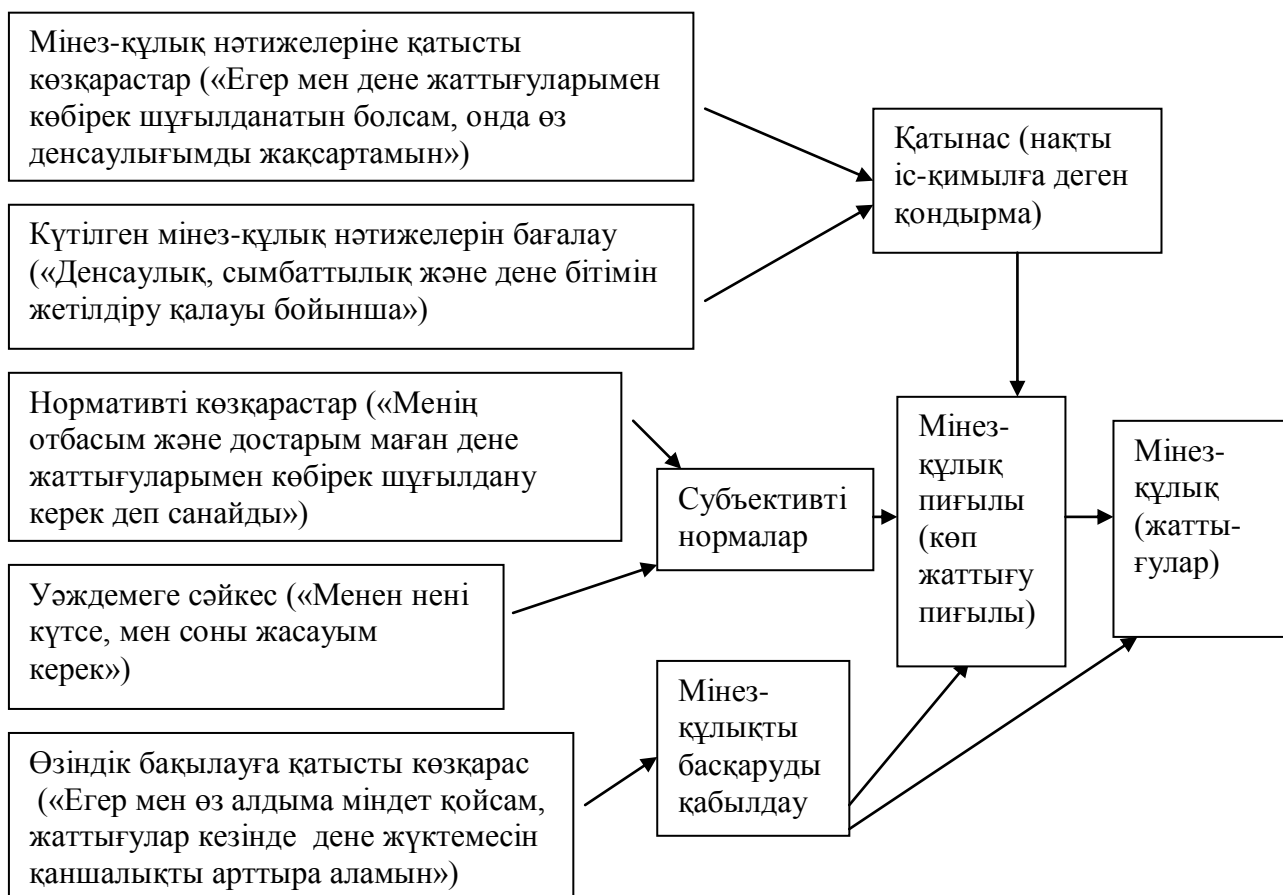 Мінез-құлық нәтижелеріне қатысты
көзқарастар («Егер мен дене жаттығуларымен
көбірек шұғылданатын болсам, онда өз
денсаулығымды жақсартамын»)
Қатынас (нақты
іс-қимылға деген
қондырма)
Күтілген мінез-құлық нәтижелерін бағалау
(«Денсаулық, сымбаттылық және дене бітімін
жетілдіру қалауы бойынша»)
Нормативті көзқарастар («Менің
отбасым және достарым маған дене
жаттығуларымен көбірек шұғылдану
керек деп санайды»)
Субъективті
нормалар
Мінез-
құлық
пиғылы
(көп
жаттығу
пиғылы)
Мінез-
құлық
(жатты-
ғулар)
Уәждемеге сәйкес («Менен нені
күтсе, мен соны жасауым
керек»)
Мінез-
құлықты
басқаруды
қабылдау
Өзіндік бақылауға қатысты көзқарас
(«Егер мен өз алдыма міндет қойсам,
жаттығулар кезінде дене жүктемесін
қаншалықты арттыра аламын»)